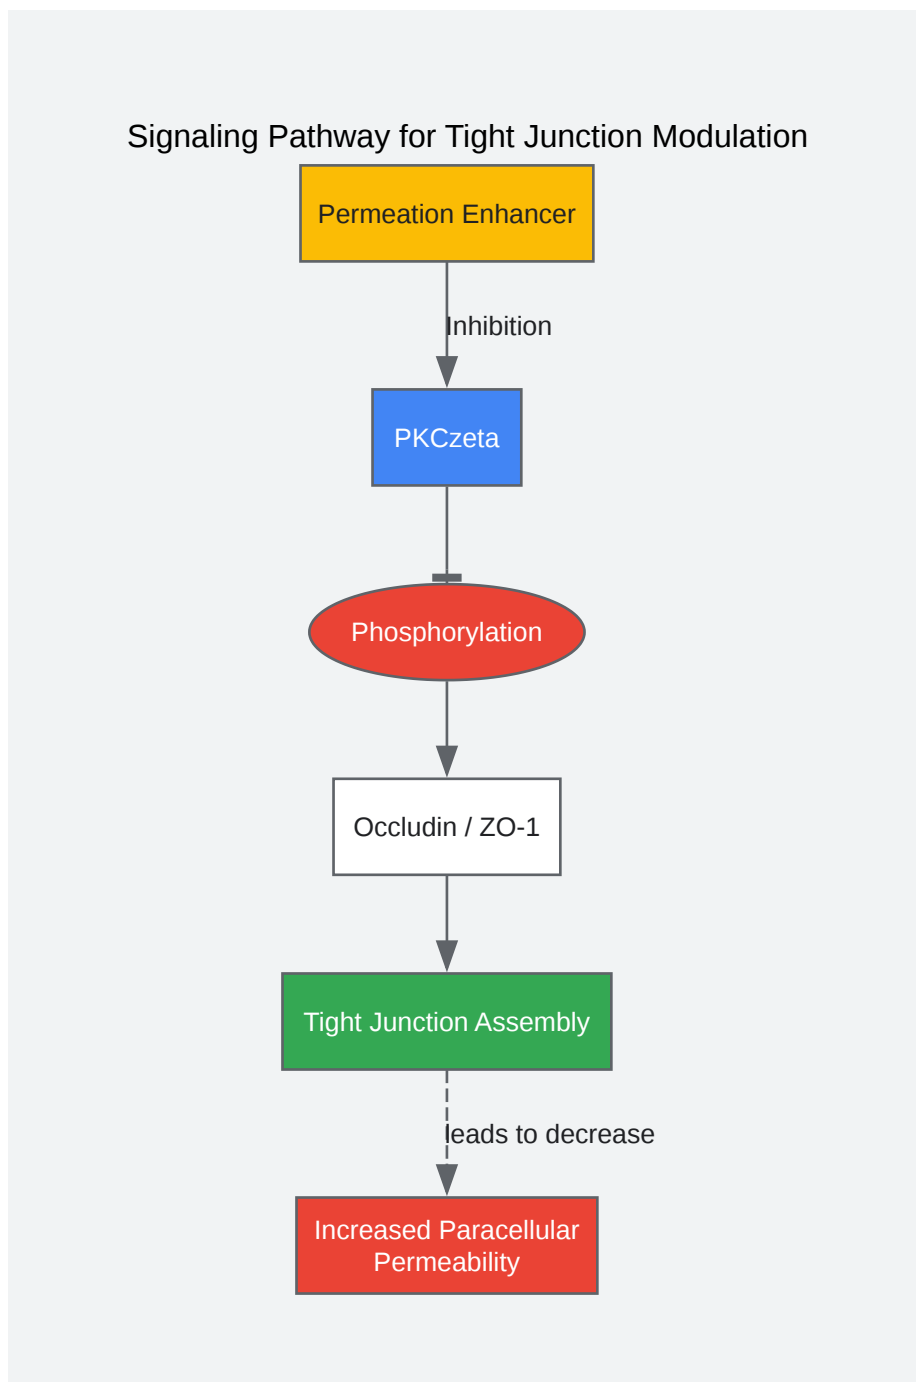 Signaling Pathway for Tight Junction Modulation
Permeation Enhancer
Inhibition
PKCzeta
Phosphorylation
Occludin / ZO-1
Tight Junction Assembly
leads to decrease
Increased Paracellular
Permeability